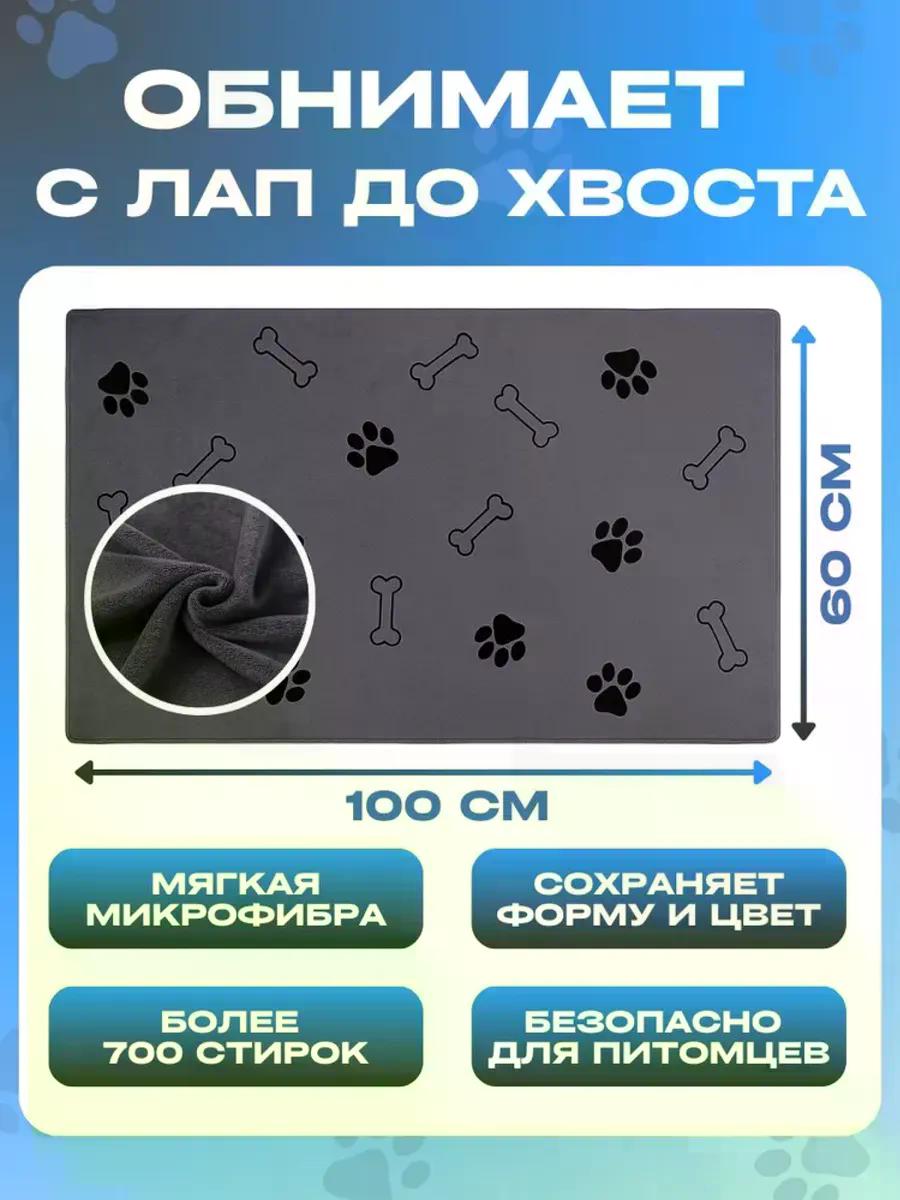 ОБНИМАЕТ
С ЛАП ДО ХВОСТА
60 СМ
100 СМ
МЯГКАЯ
МИКРОФИБРА
СОХРАНЯЕТ
ФОРМУ И ЦВЕТ
БОЛЕЕ
700 СТИРОК
БЕЗОПАСНО
ДЛЯ ПИТОМЦЕВ